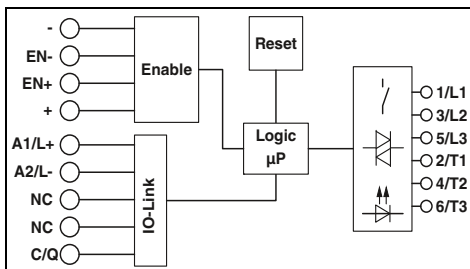 -
EN-
EN+
+
Enable
Reset
A1/L+
A2/L-
NC
NC
C/Q
IO-Link
Logic
µP
1/L1
3/L2
5/L3
2/T1
4/T2
6/T3